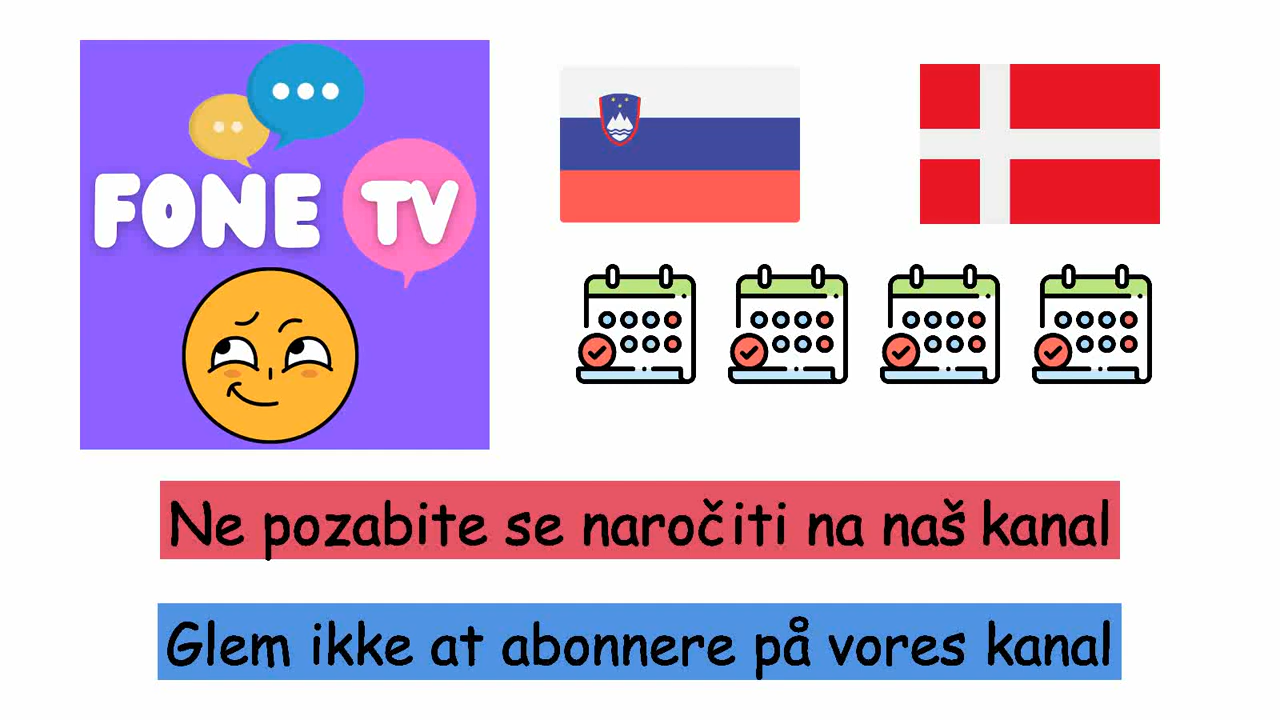 FONE TV
Ne pozabite se naročiti na naš kanal
Glem ikke at abonnere på vores kanal